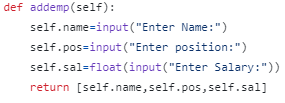 def addemp(self):
    self.name=input("Enter Name:")
    self.pos=input("Enter position:")
    self.sal=float(input("Enter Salary:"))
    return [self.name,self.pos,self.sal]